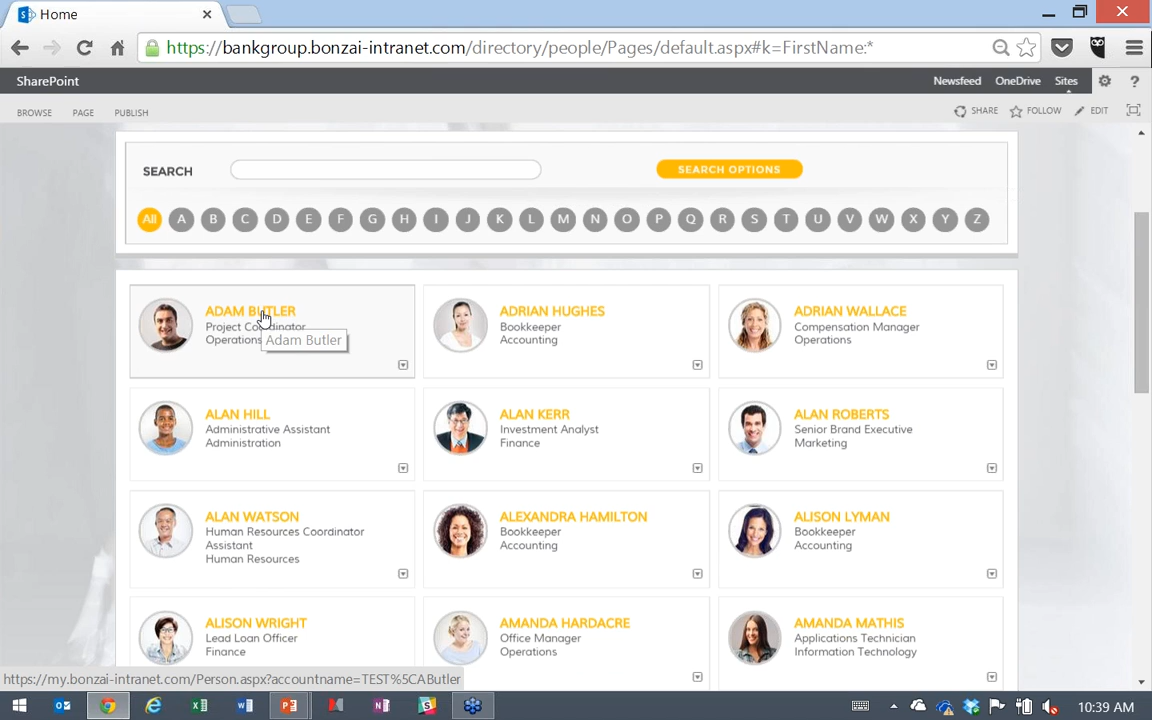 Home
https://bankgroup.bonzai-intranet.com/directory/people/Pages/default.aspx#k=FirstName:*
SharePoint
Newsfeed OneDrive Sites ?
BROWSE PAGE PUBLISH
SHARE FOLLOW EDIT
SEARCH
SEARCH OPTIONS
All A B C D E F G H I J K L M N O P Q R S T U V W X Y Z
ADAM BUTLER
Project Coordinator
Operations
Adam Butler
ADRIAN HUGHES
Bookkeeper
Accounting
ADRIAN WALLACE
Compensation Manager
Operations
ALAN HILL
Administrative Assistant
Administration
ALAN KERR
Investment Analyst
Finance
ALAN ROBERTS
Senior Brand Executive
Marketing
ALAN WATSON
Human Resources Coordinator
Assistant
Human Resources
ALEXANDRA HAMILTON
Bookkeeper
Accounting
ALISON LYMAN
Bookkeeper
Accounting
ALISON WRIGHT
Lead Loan Officer
Finance
AMANDA HARDACRE
Office Manager
Operations
AMANDA MATHIS
Applications Technician
Information Technology
https://my.bonzai-intranet.com/Person.aspx?accountname=TEST%5CAButler
10:39 AM